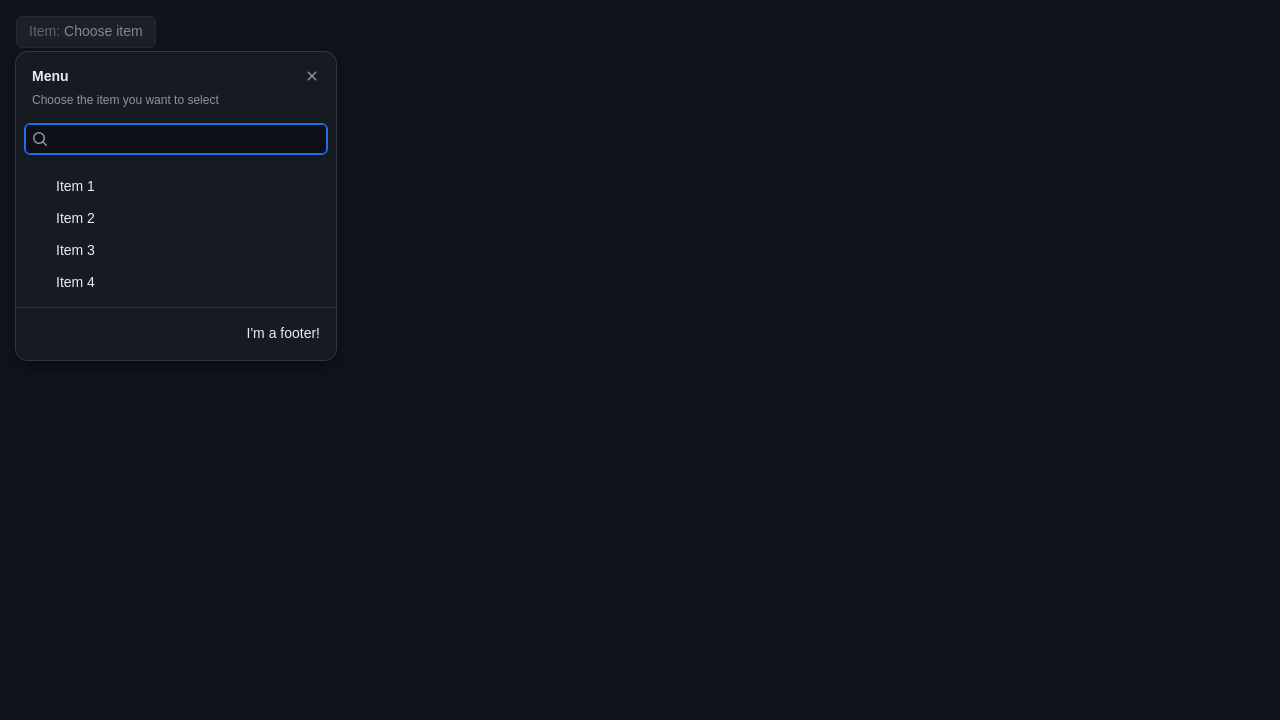 Item: Choose item
Menu
Choose the item you want to select
Item 1
Item 2
Item 3
Item 4
I'm a footer!